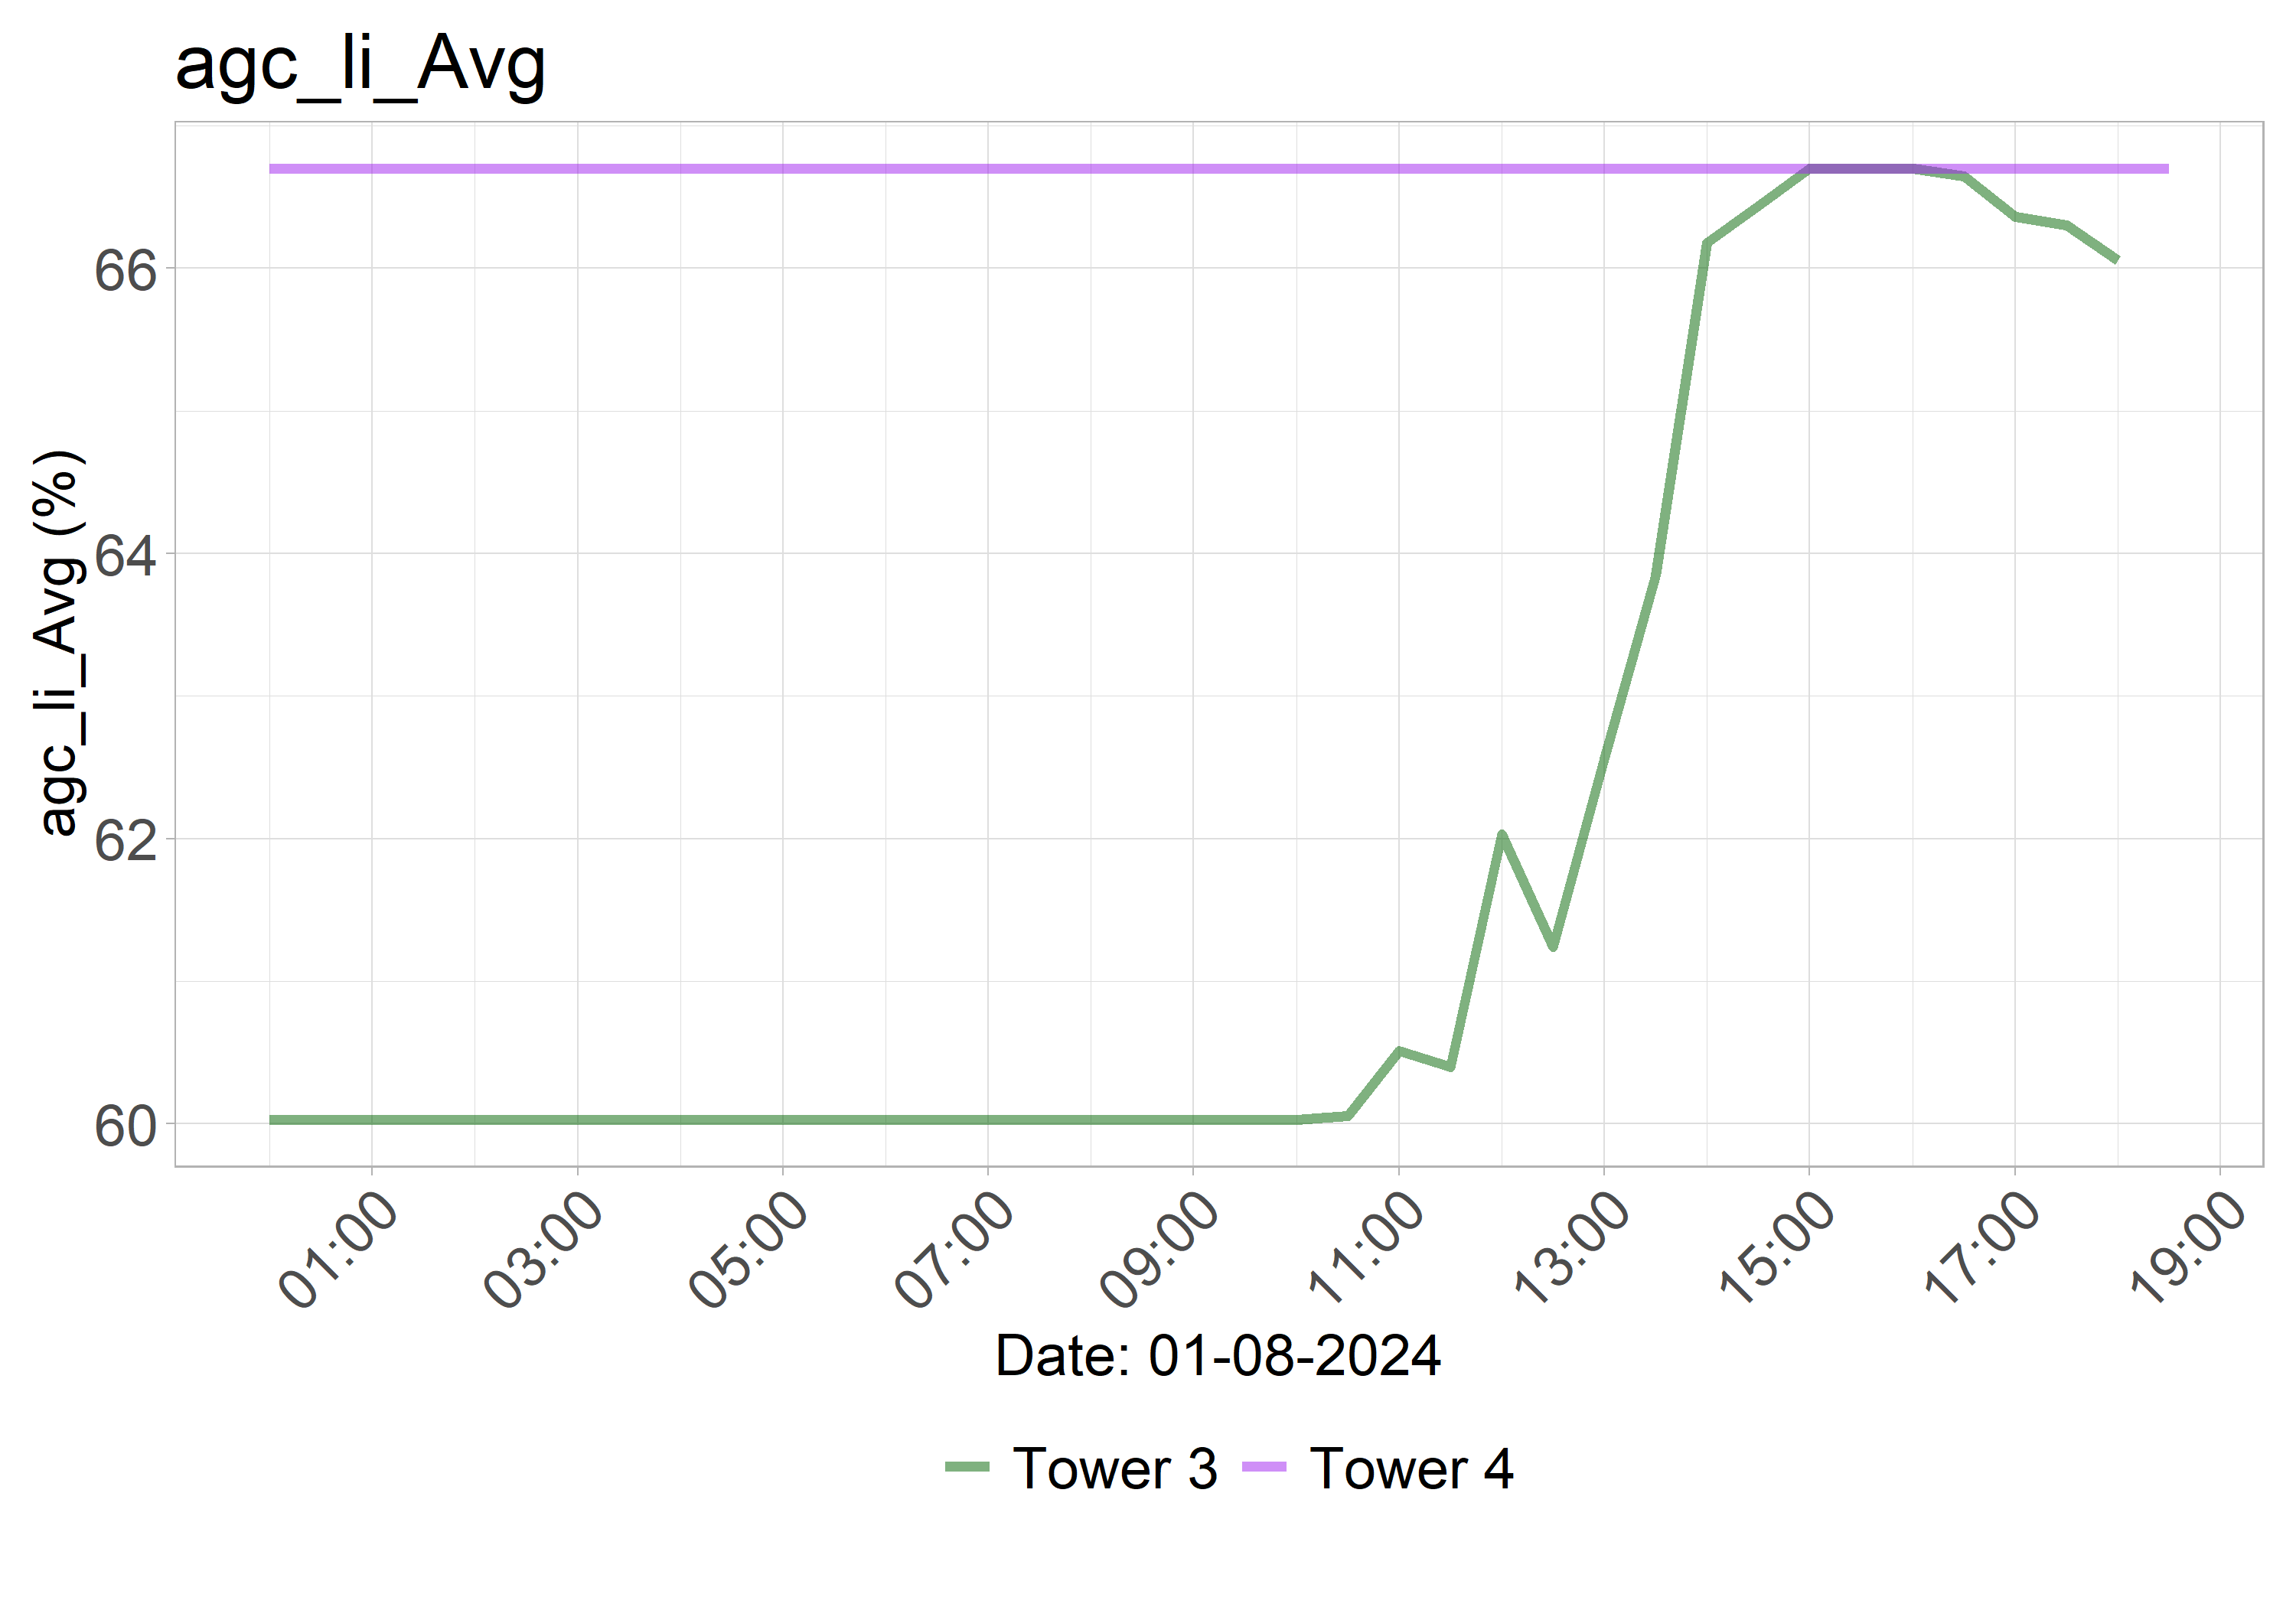 agc_li_Avg
agc_li_Avg (%)
66
64
62
60
01:00 03:00 05:00 07:00 09:00 11:00 13:00 15:00 17:00 19:00
Date: 01-08-2024
Tower 3 Tower 4